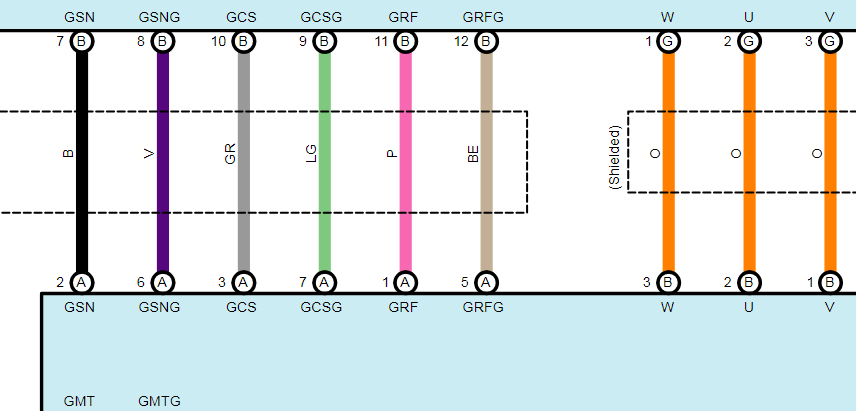 GSN GSNG GCS GCSG GRF GRFG W U V
7 B 8 B 10 B 9 B 11 B 12 B 1 G 2 G 3 G
B V GR LG P BE (Shielded) O O O
2 A 6 A 3 A 7 A 1 A 5 A 3 B 2 B 1 B
GSN GSNG GCS GCSG GRF GRFG W U V
GMT GMTG